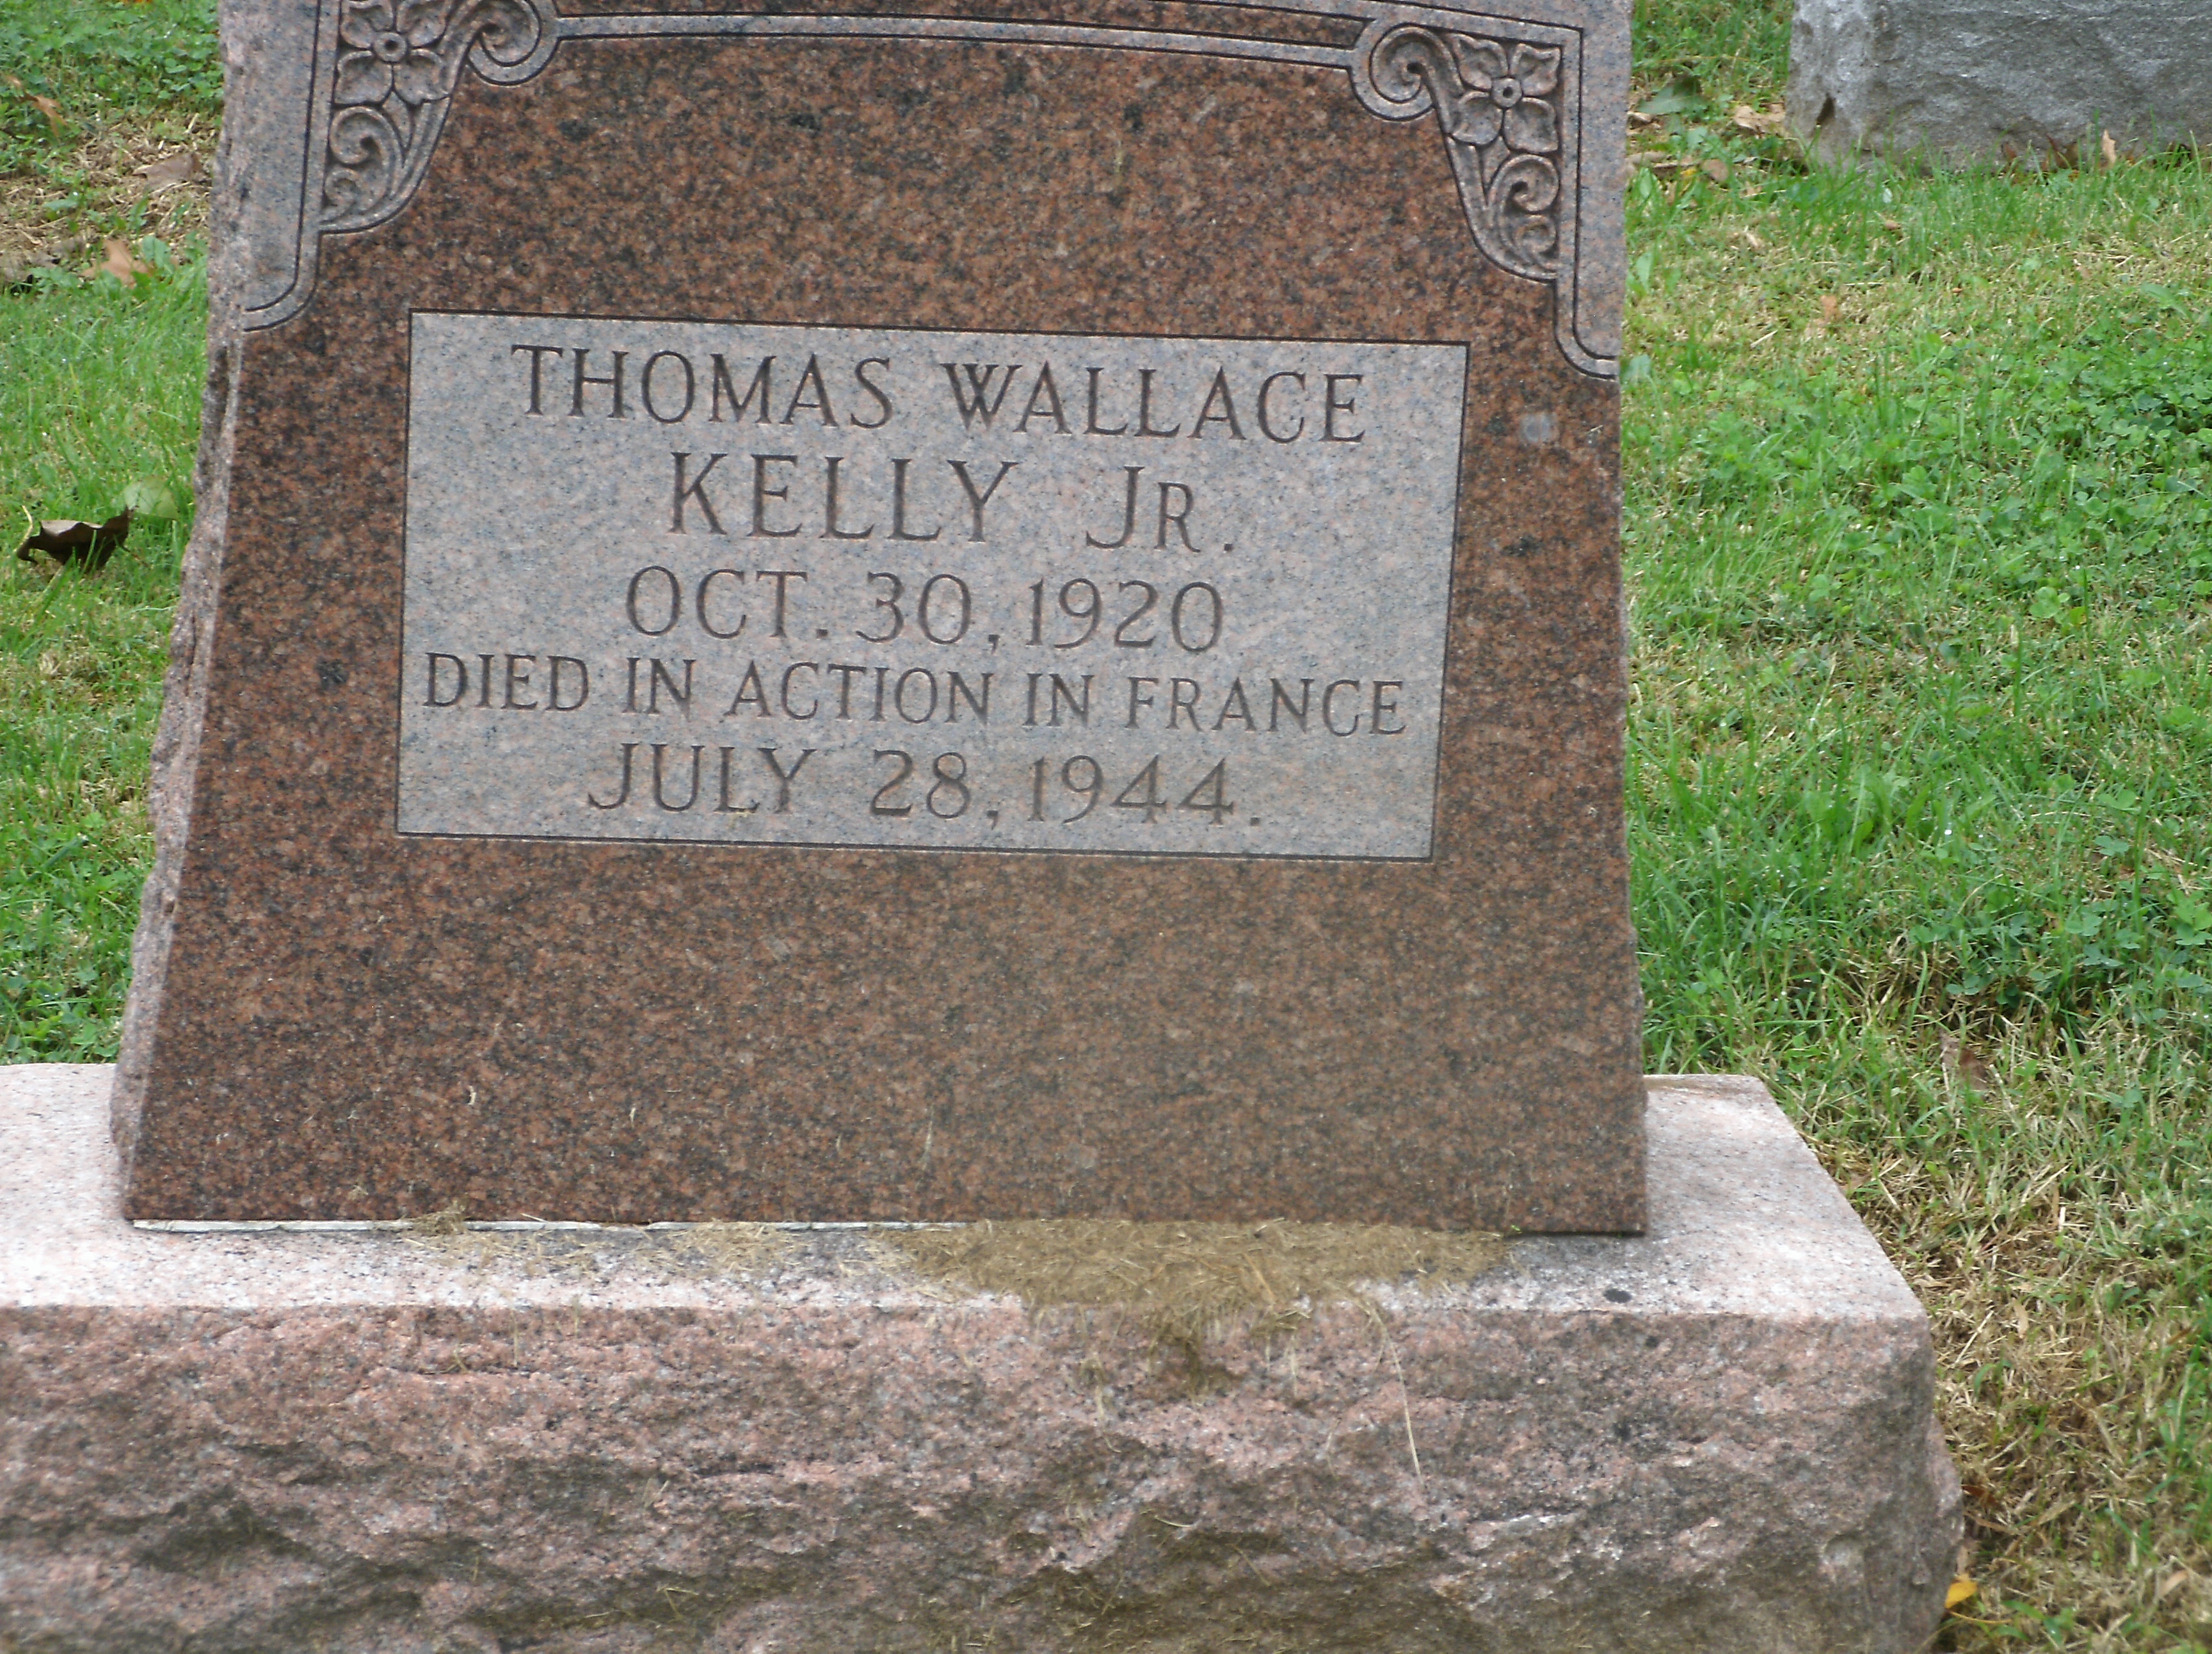 THOMAS WALLACE
KELLY JR.
OCT. 30, 1920
DIED IN ACTION IN FRANCE
JULY 28, 1944.